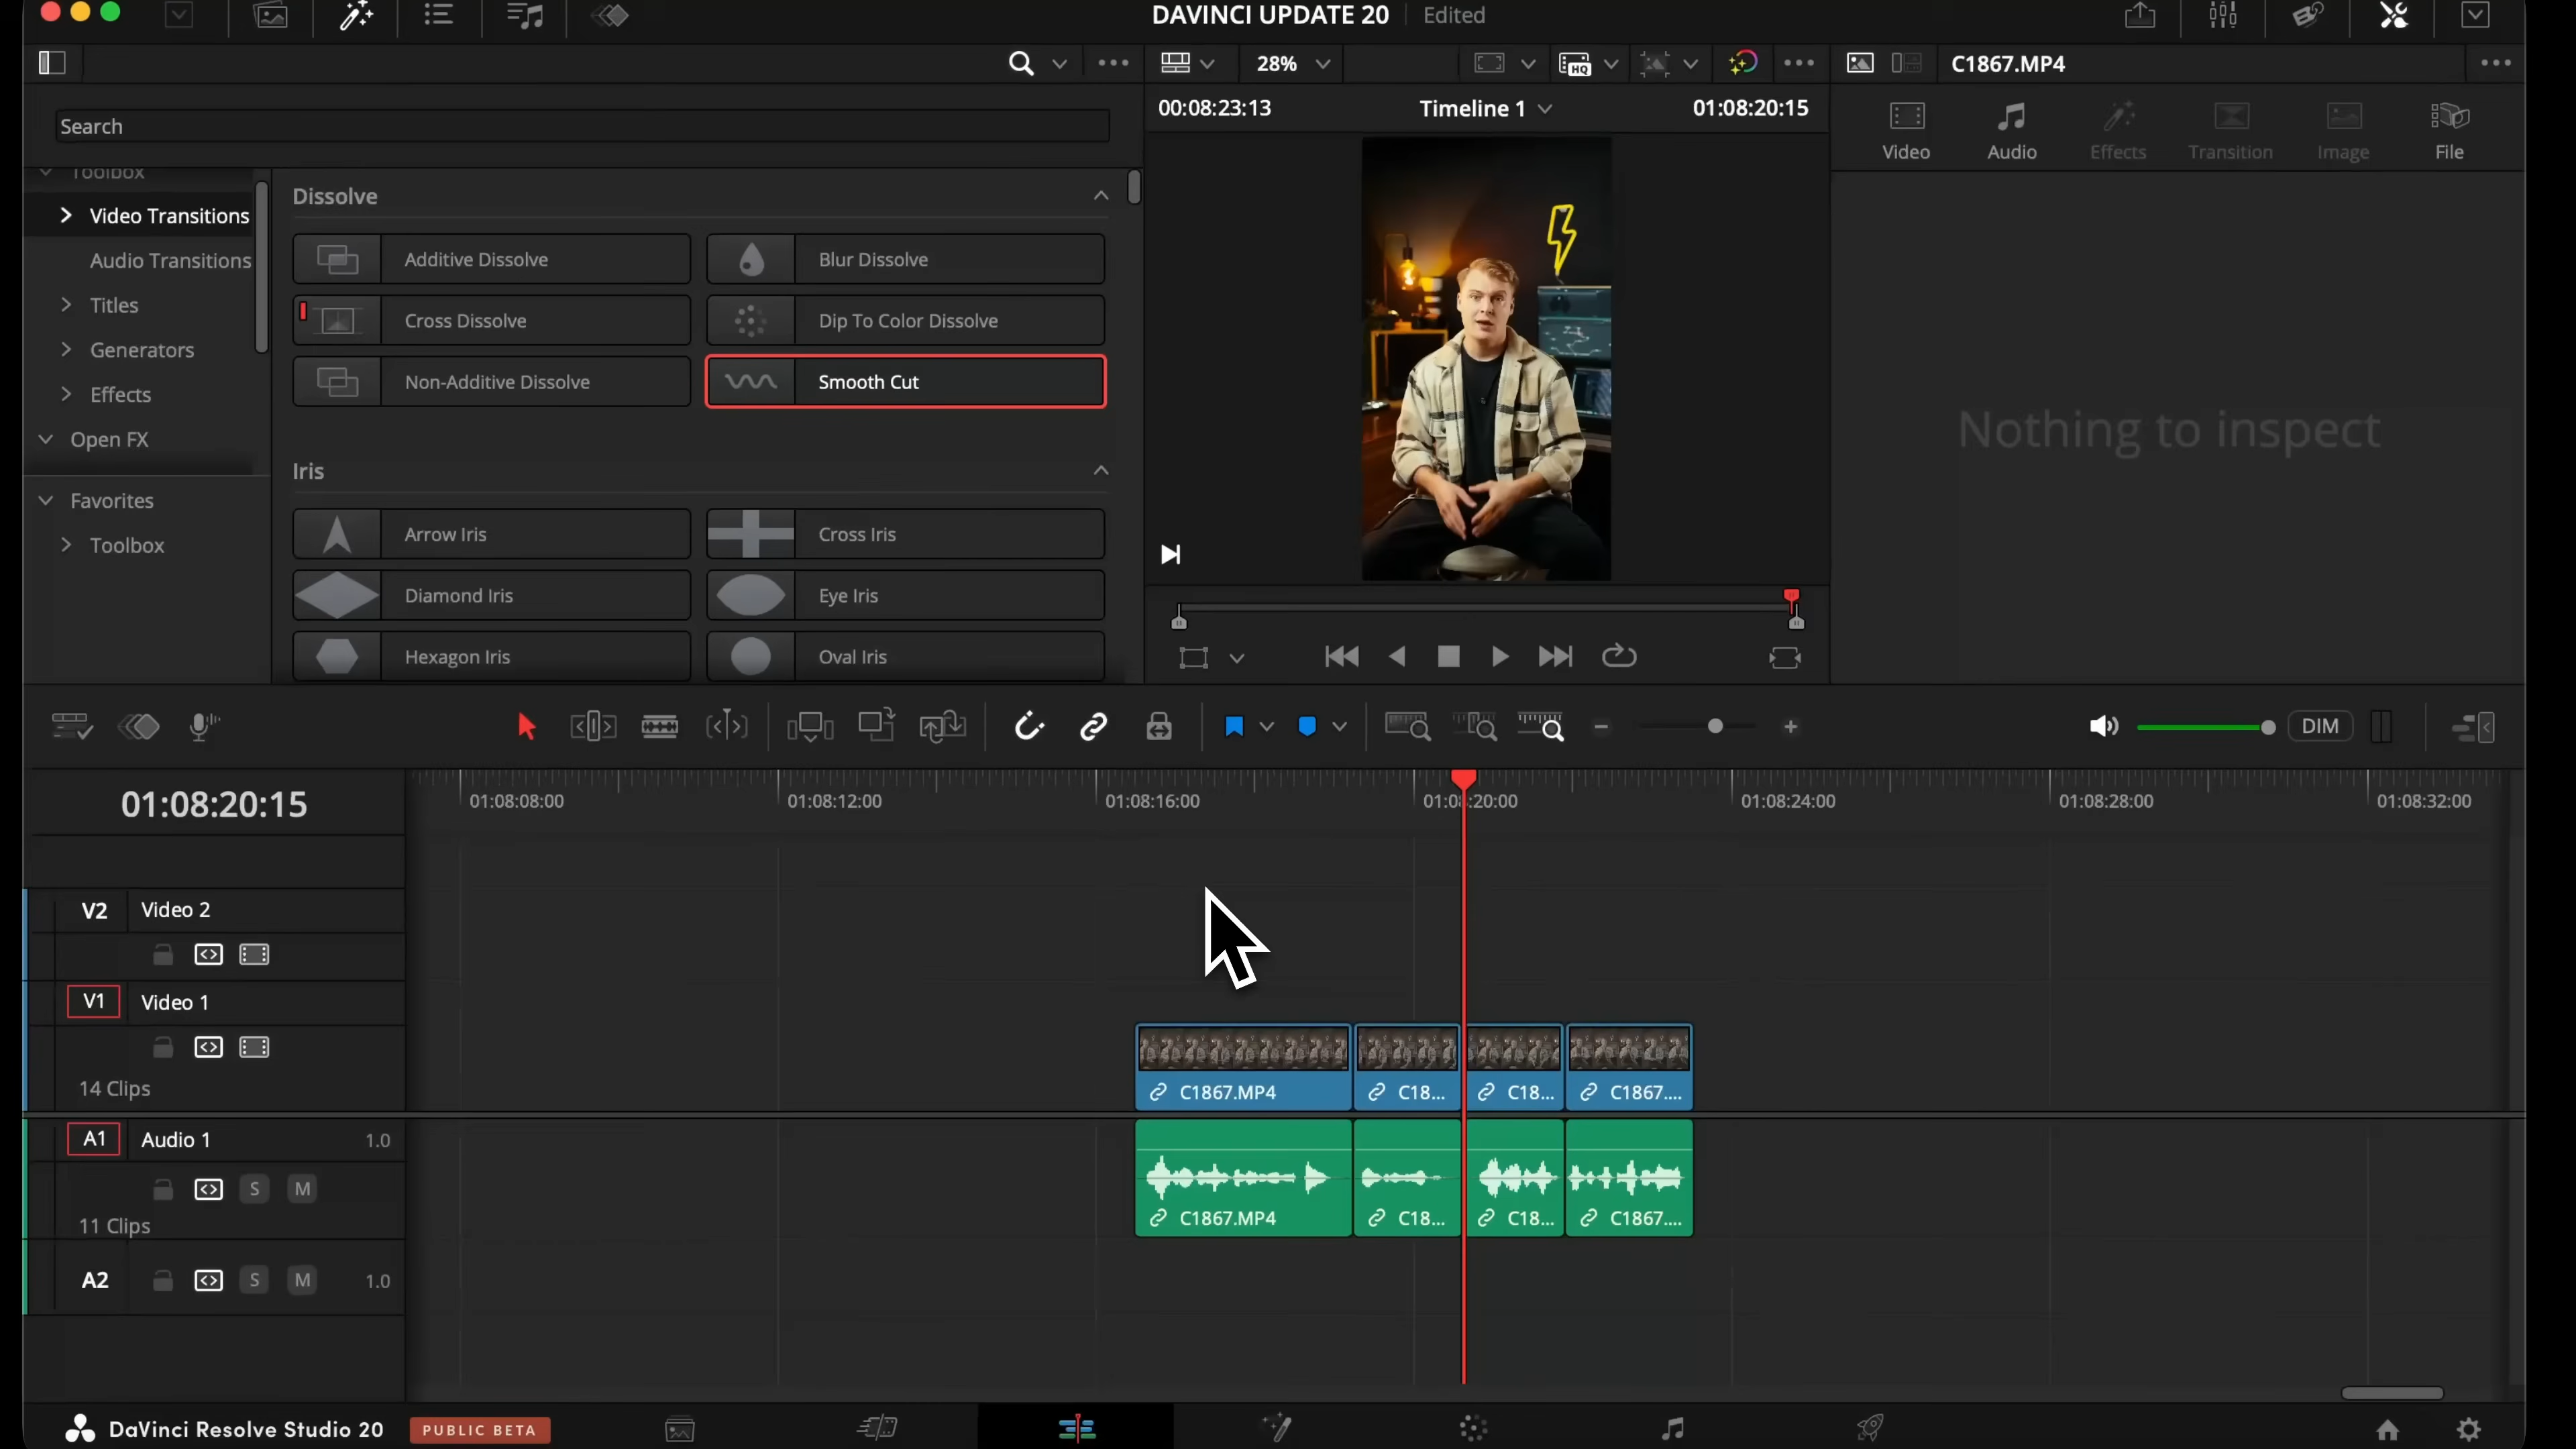 DAVINCI UPDATE 20 Edited
28% HQ C1867.MP4
00:08:23:13 Timeline 1 01:08:20:15
Search
Video Audio Effects Transition Image File
Toolbox
Video Transitions
Audio Transitions
Titles
Generators
Effects
Open FX
Favorites
Toolbox
Dissolve
Additive Dissolve Blur Dissolve
Cross Dissolve Dip To Color Dissolve
Non-Additive Dissolve Smooth Cut
Iris
Arrow Iris Cross Iris
Diamond Iris Eye Iris
Hexagon Iris Oval Iris
Nothing to inspect
DIM
01:08:20:15
01:08:08:00 01:08:12:00 01:08:16:00 01:08:20:00 01:08:24:00 01:08:28:00 01:08:32:00
V2 Video 2
V1 Video 1
14 Clips
C1867.MP4 C18... C18... C1867....
A1 Audio 1 1.0
S M
11 Clips
C1867.MP4 C18... C18... C1867....
A2 S M 1.0
DaVinci Resolve Studio 20 PUBLIC BETA